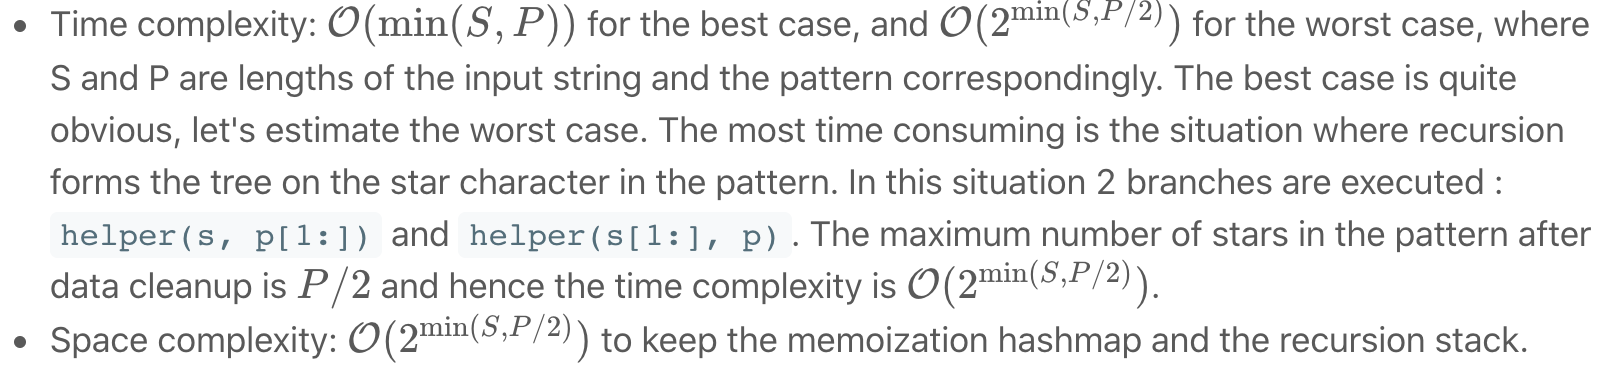 • Time complexity: O(min(S, P)) for the best case, and O(2^min(S,P/2)) for the worst case, where
S and P are lengths of the input string and the pattern correspondingly. The best case is quite
obvious, let's estimate the worst case. The most time consuming is the situation where recursion
forms the tree on the star character in the pattern. In this situation 2 branches are executed :
helper(s, p[1:]) and helper(s[1:], p) . The maximum number of stars in the pattern after
data cleanup is P/2 and hence the time complexity is O(2^min(S,P/2)).
• Space complexity: O(2^min(S,P/2)) to keep the memoization hashmap and the recursion stack.